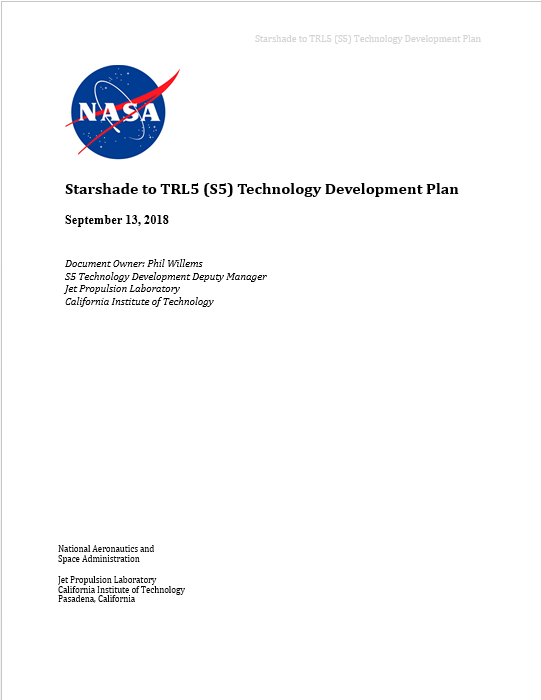 Starshade to TRL5 (S5) Technology Development Plan
NASA
Starshade to TRL5 (S5) Technology Development Plan
September 13, 2018
Document Owner: Phil Willems
S5 Technology Development Deputy Manager
Jet Propulsion Laboratory
California Institute of Technology
National Aeronautics and
Space Administration
Jet Propulsion Laboratory
California Institute of Technology
Pasadena, California